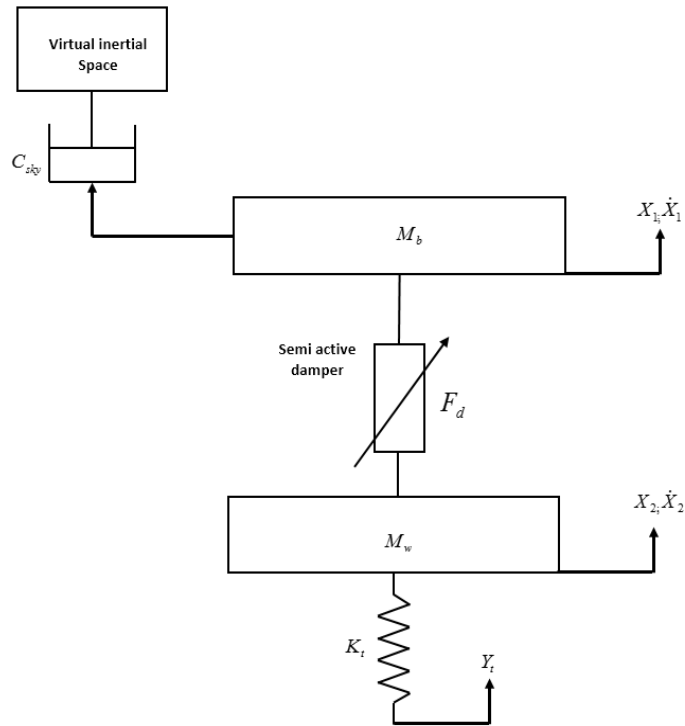 Virtual inertial
Space
C_sky
M_b
X_1; Ẋ_1
Semi active
damper
F_d
X_2; Ẋ_2
M_w
K_t
Y_t